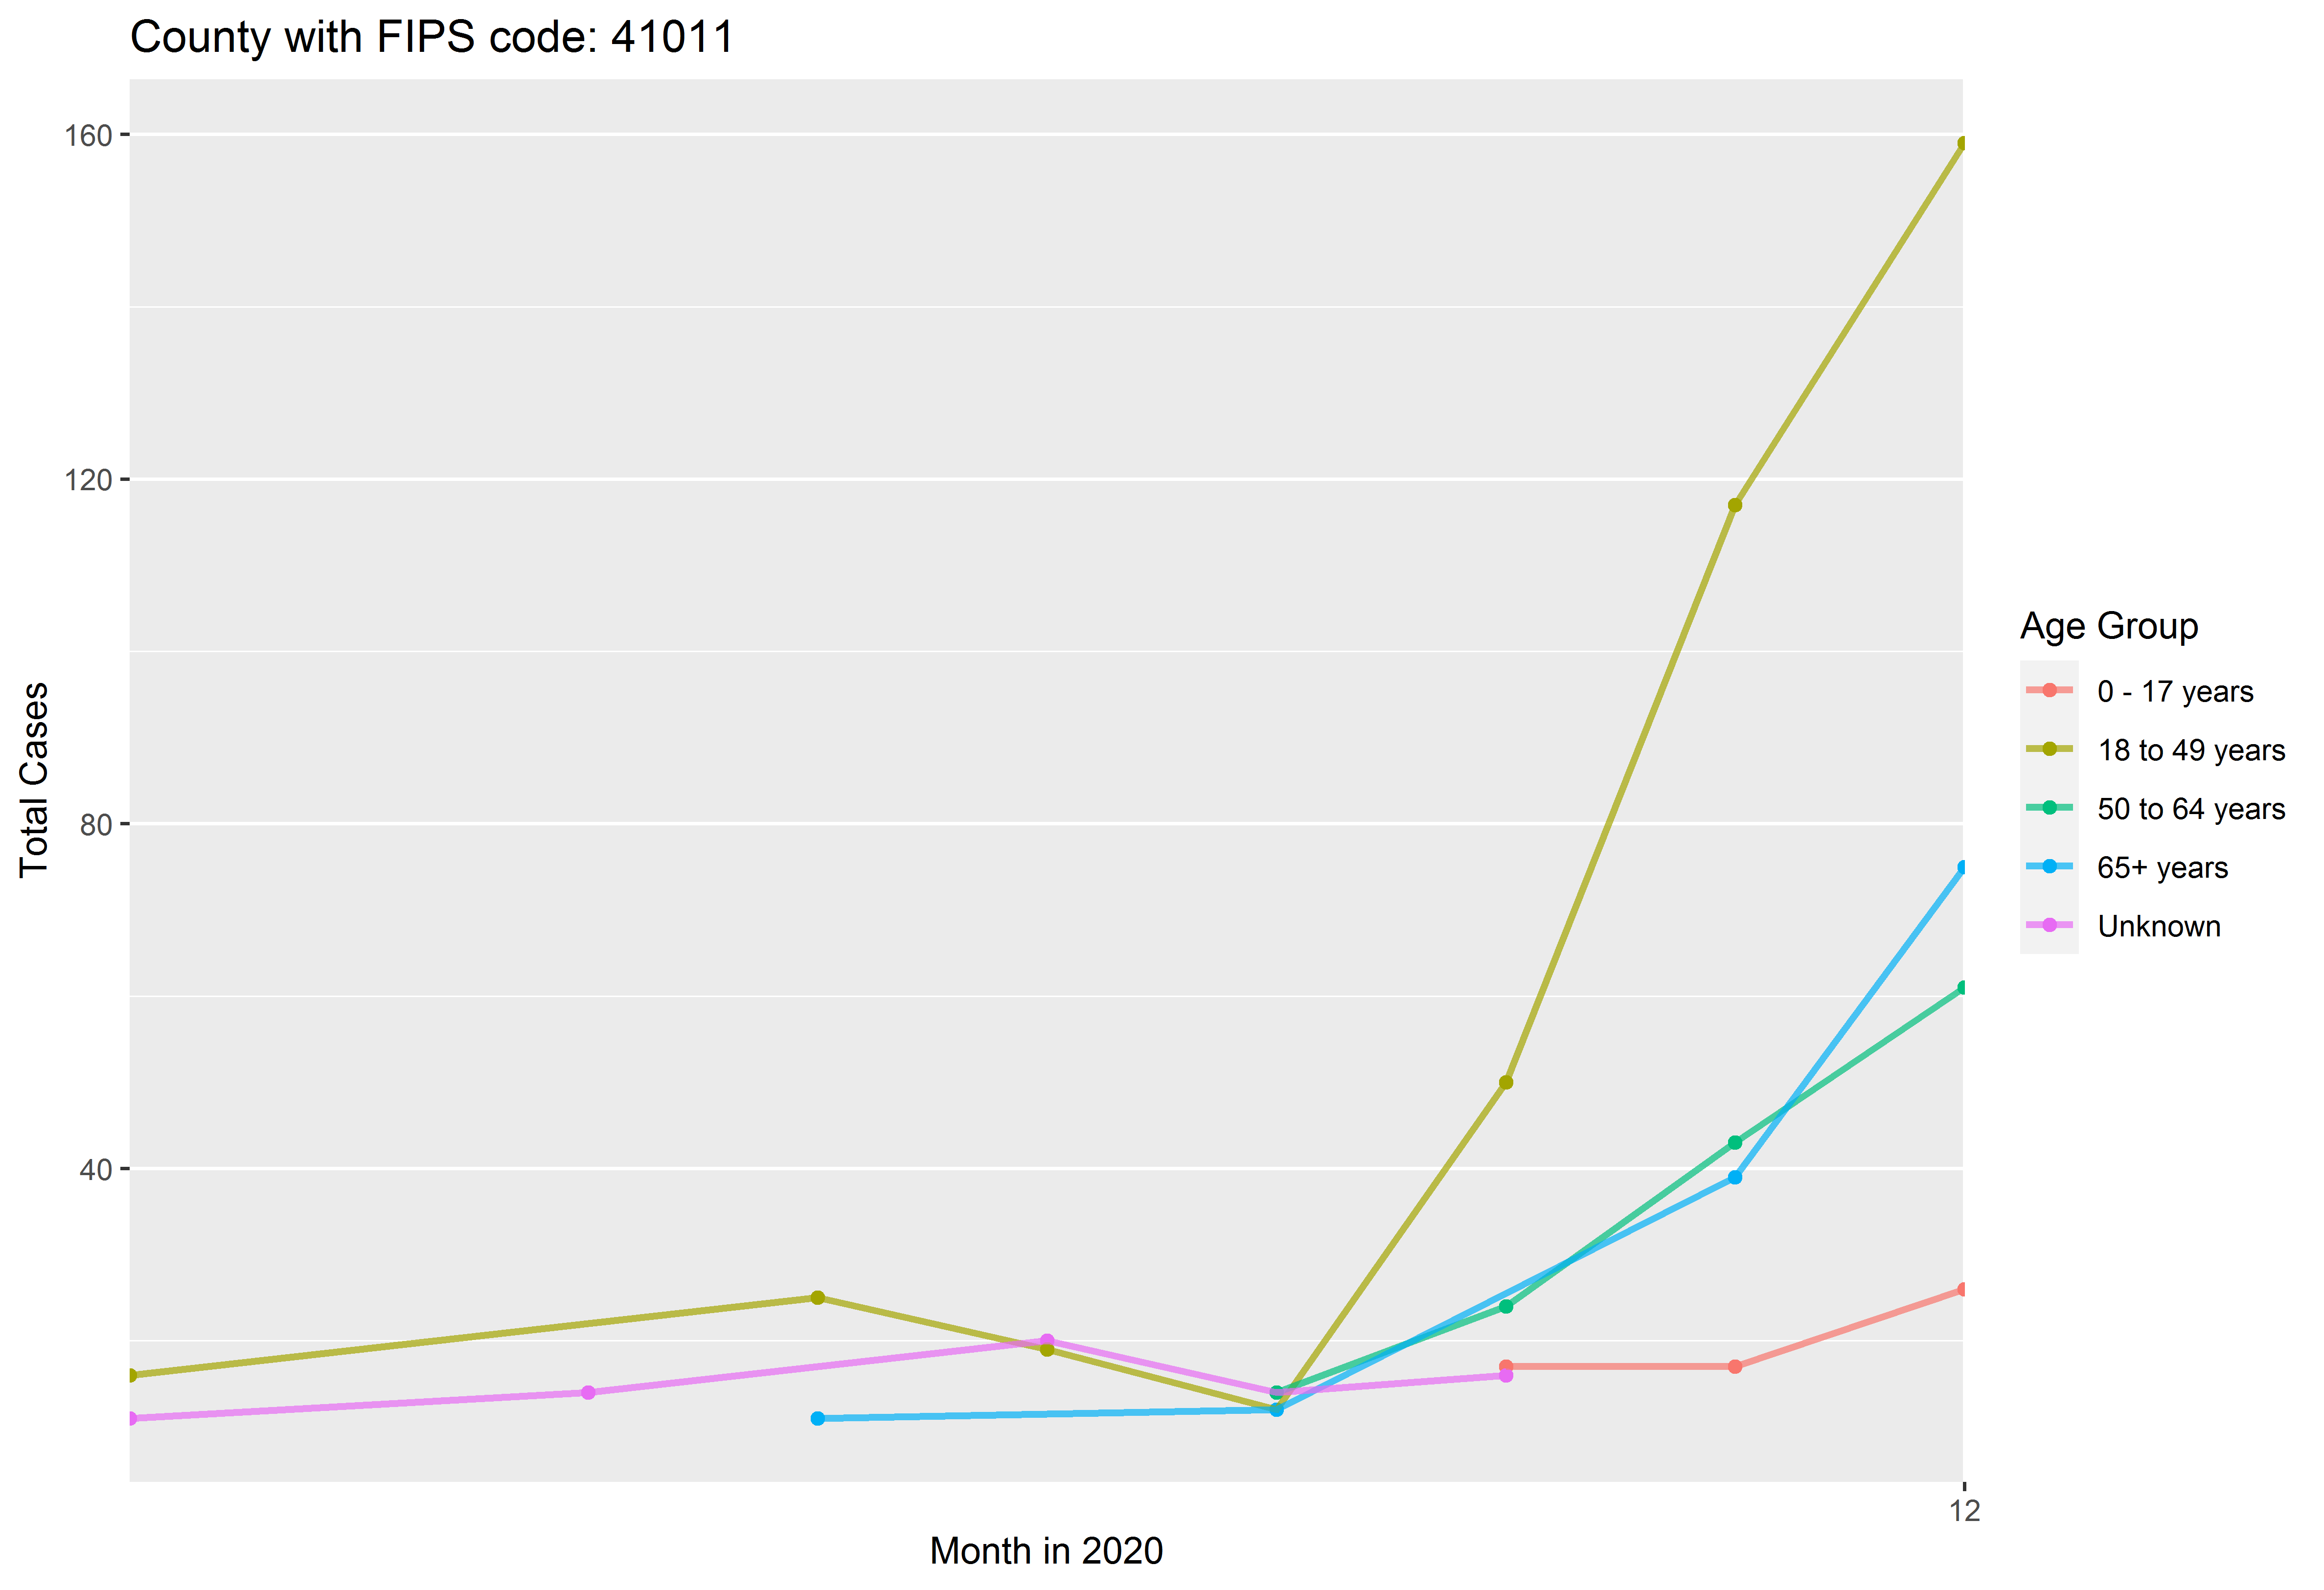 County with FIPS code: 41011
160
120
80
40
Total Cases
12
Month in 2020
Age Group
0 - 17 years
18 to 49 years
50 to 64 years
65+ years
Unknown